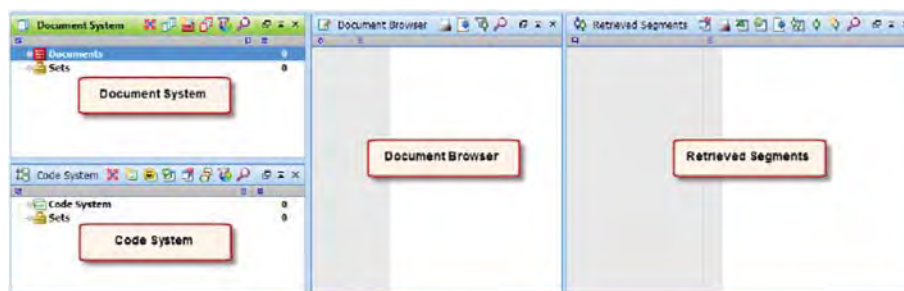 Document System
Documents 0
Sets 0
Document System
Code System
Code System 0
Sets 0
Code System
Document Browser
Document Browser
Retrieved Segments
Retrieved Segments